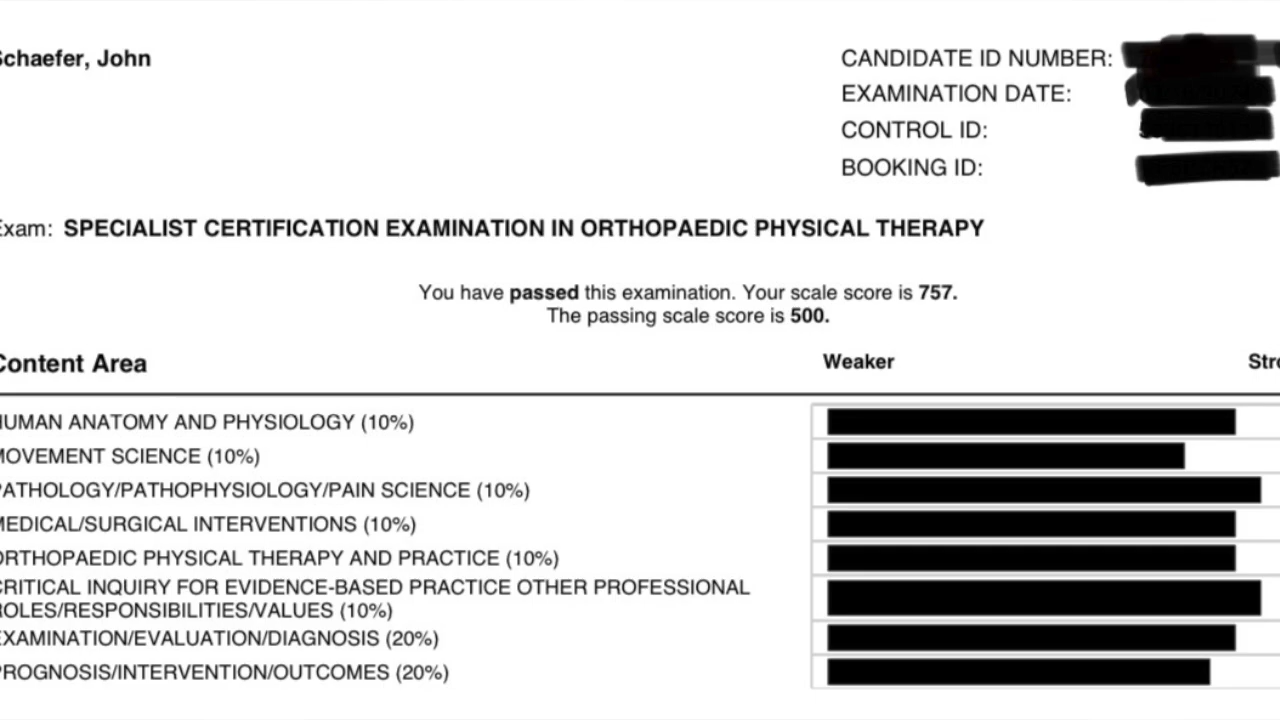 Schaefer, John
CANDIDATE ID NUMBER:
EXAMINATION DATE:
CONTROL ID:
BOOKING ID:
Exam: SPECIALIST CERTIFICATION EXAMINATION IN ORTHOPAEDIC PHYSICAL THERAPY
You have passed this examination. Your scale score is 757.
The passing scale score is 500.
Content Area Weaker Stro
HUMAN ANATOMY AND PHYSIOLOGY (10%)
MOVEMENT SCIENCE (10%)
PATHOLOGY/PATHOPHYSIOLOGY/PAIN SCIENCE (10%)
MEDICAL/SURGICAL INTERVENTIONS (10%)
ORTHOPAEDIC PHYSICAL THERAPY AND PRACTICE (10%)
CRITICAL INQUIRY FOR EVIDENCE-BASED PRACTICE OTHER PROFESSIONAL
ROLES/RESPONSIBILITIES/VALUES (10%)
EXAMINATION/EVALUATION/DIAGNOSIS (20%)
PROGNOSIS/INTERVENTION/OUTCOMES (20%)